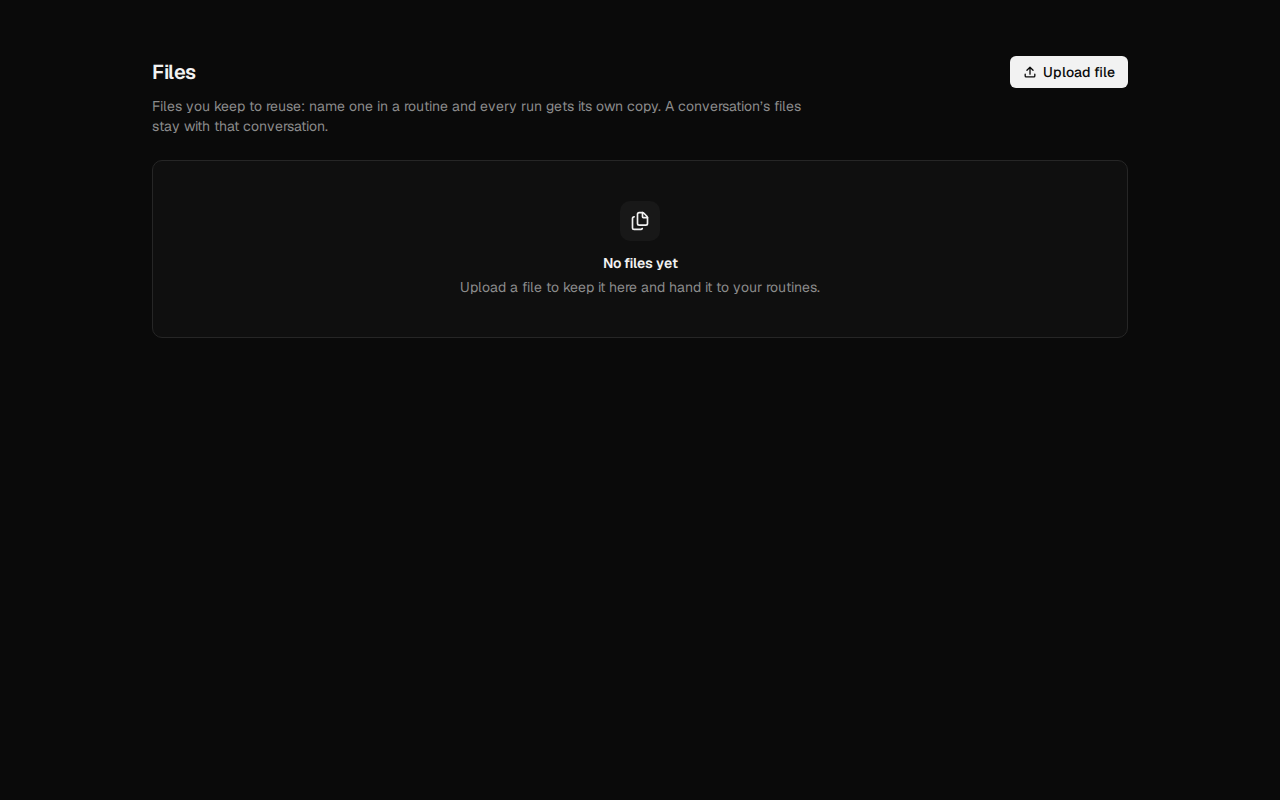 Files
Upload file
Files you keep to reuse: name one in a routine and every run gets its own copy. A conversation's files
stay with that conversation.
No files yet
Upload a file to keep it here and hand it to your routines.